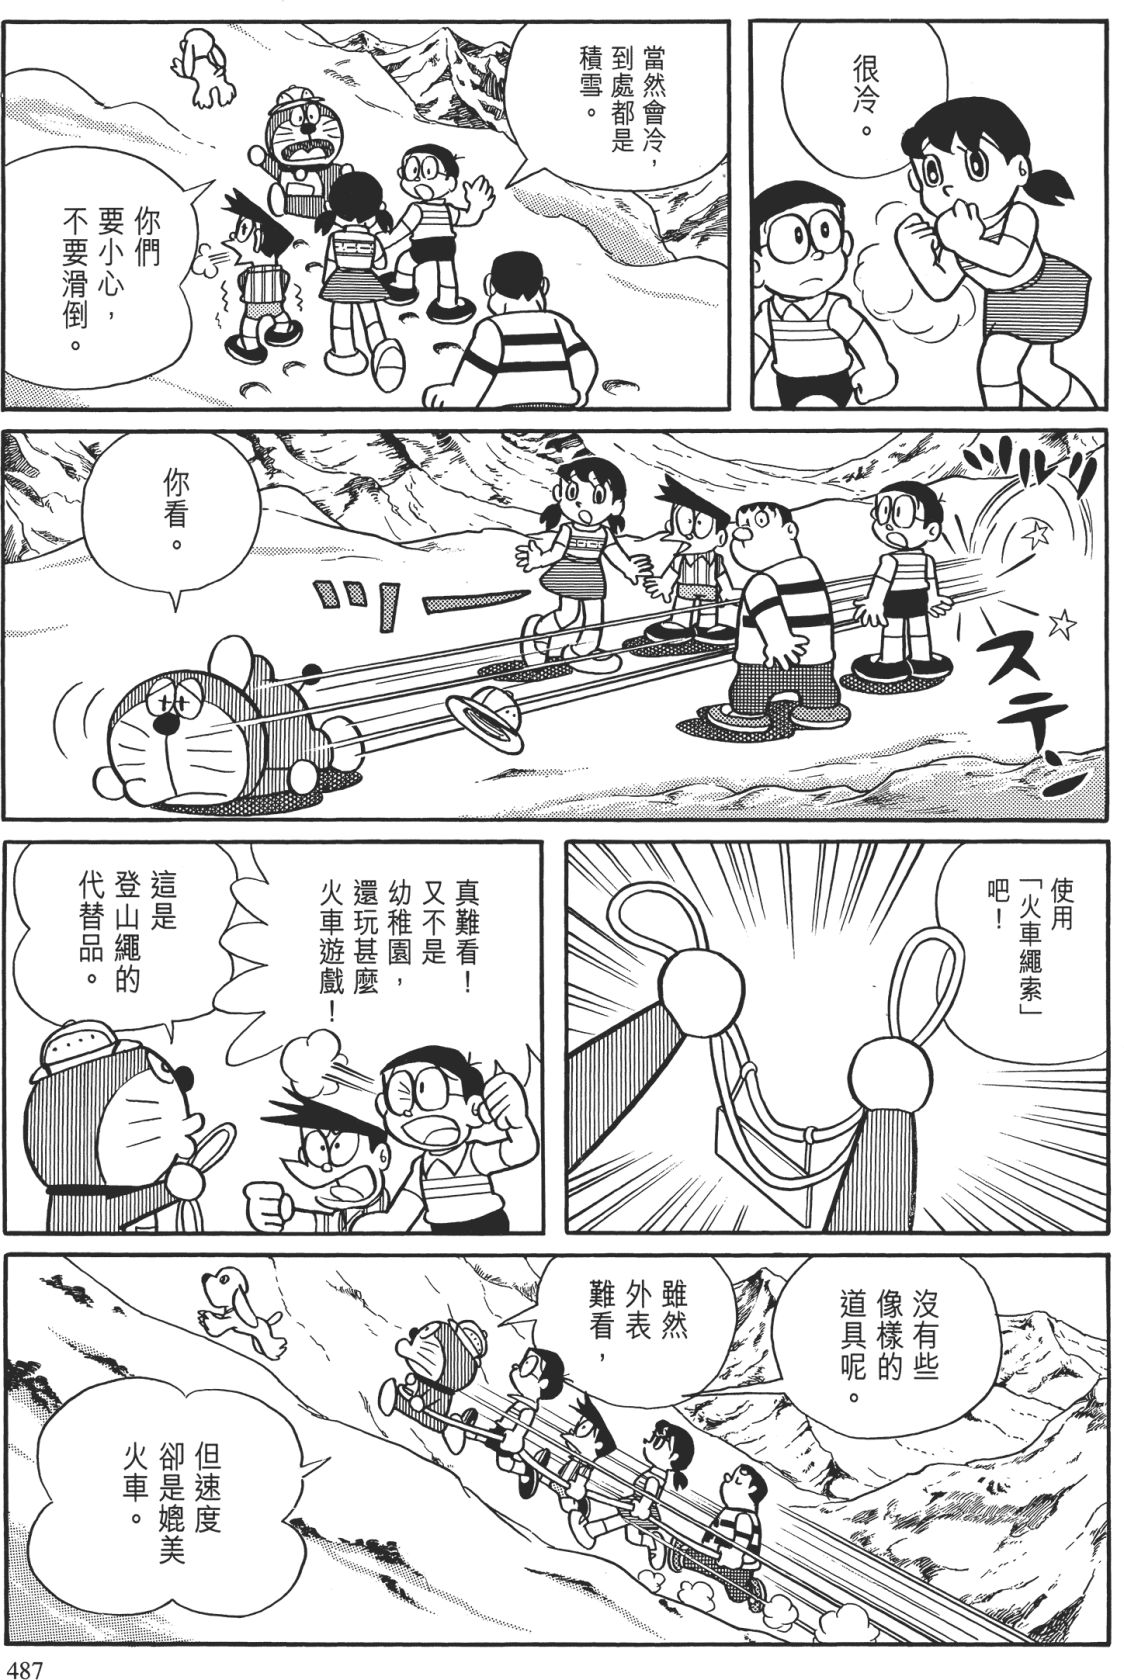 很冷。
當然會冷，
到處都是
積雪。
你們
要小心，
不要滑倒。
ツルッ
ステン
ツー
你看。
使用
「火車繩索」
吧！
真難看！
又不是
幼稚園，
還玩甚麼
火車遊戲！
這是
登山繩的
代替品。
沒有些
像樣的
道具呢。
雖然
外表
難看，
但速度
卻是媲美
火車。
487